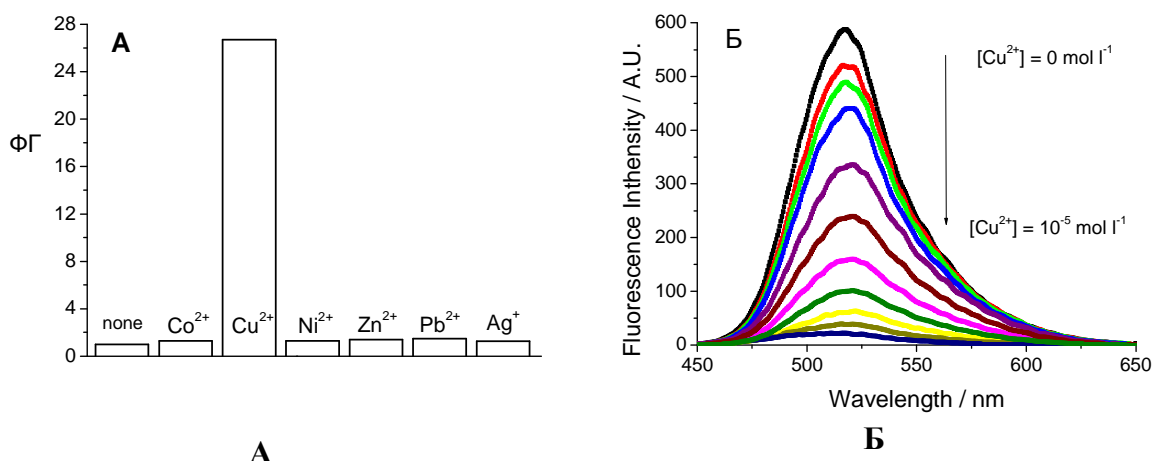 А
28
24
20
16
12
8
4
0
ФГ
none
Co²⁺
Cu²⁺
Ni²⁺
Zn²⁺
Pb²⁺
Ag⁺
А
Б
600
500
400
300
200
100
0
Fluorescence Inthensity / A.U.
[Cu²⁺] = 0 mol l⁻¹
[Cu²⁺] = 10⁻⁵ mol l⁻¹
450
500
550
600
650
Wavelength / nm
Б